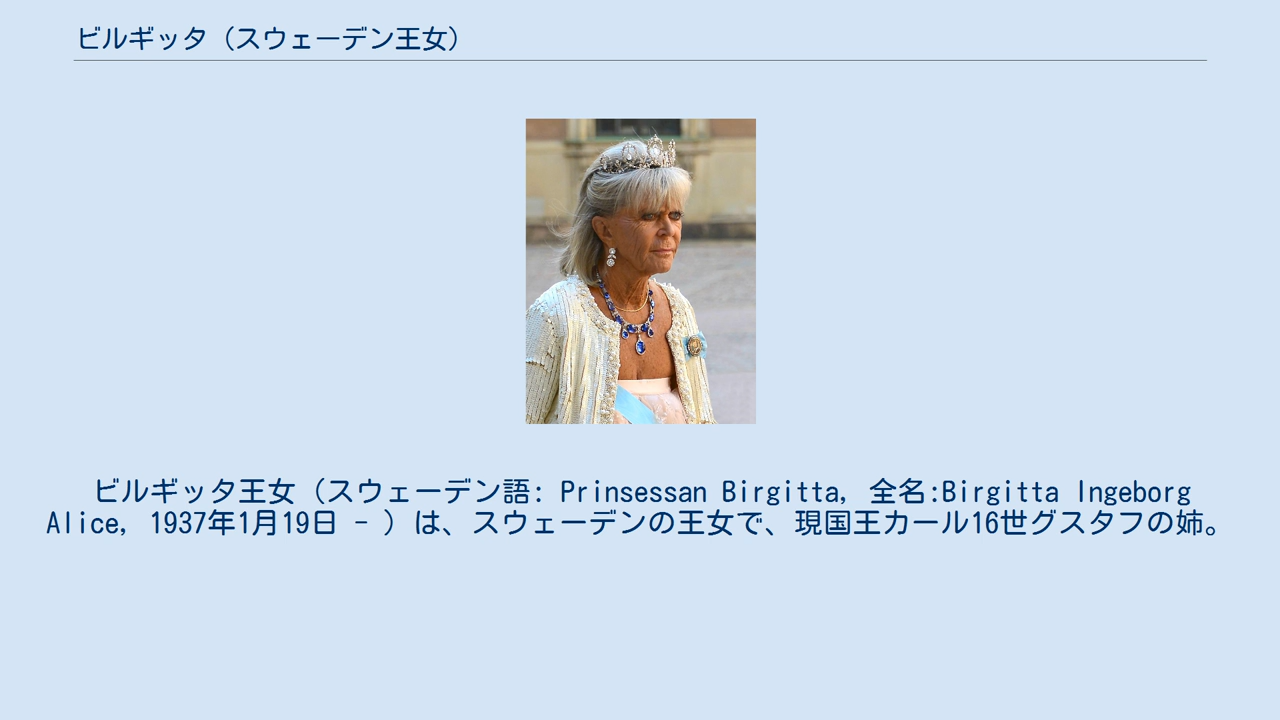 ビルギッタ（スウェーデン王女）
ビルギッタ王女（スウェーデン語: Prinsessan Birgitta, 全名:Birgitta Ingeborg
Alice, 1937年1月19日 - ）は、スウェーデンの王女で、現国王カール16世グスタフの姉。